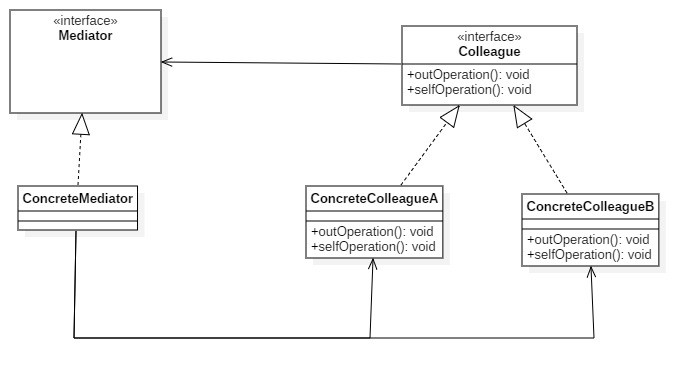 «interface»
Mediator
«interface»
Colleague
+outOperation(): void
+selfOperation(): void
ConcreteMediator
ConcreteColleagueA
+outOperation(): void
+selfOperation(): void
ConcreteColleagueB
+outOperation(): void
+selfOperation(): void